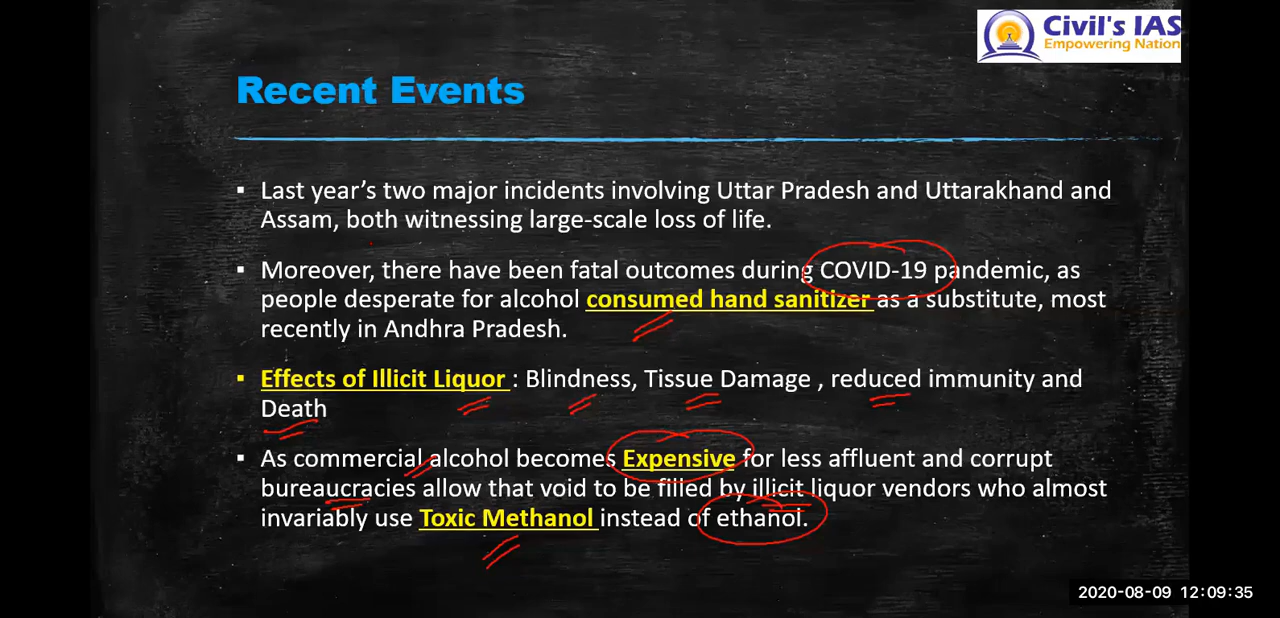 Civil's IAS
Empowering Nation
Recent Events
▪ Last year’s two major incidents involving Uttar Pradesh and Uttarakhand and
Assam, both witnessing large-scale loss of life.
▪ Moreover, there have been fatal outcomes during COVID-19 pandemic, as
people desperate for alcohol consumed hand sanitizer as a substitute, most
recently in Andhra Pradesh.
▪ Effects of Illicit Liquor : Blindness, Tissue Damage , reduced immunity and
Death
▪ As commercial alcohol becomes Expensive for less affluent and corrupt
bureaucracies allow that void to be filled by illicit liquor vendors who almost
invariably use Toxic Methanol instead of ethanol.
2020-08-09 12:09:35